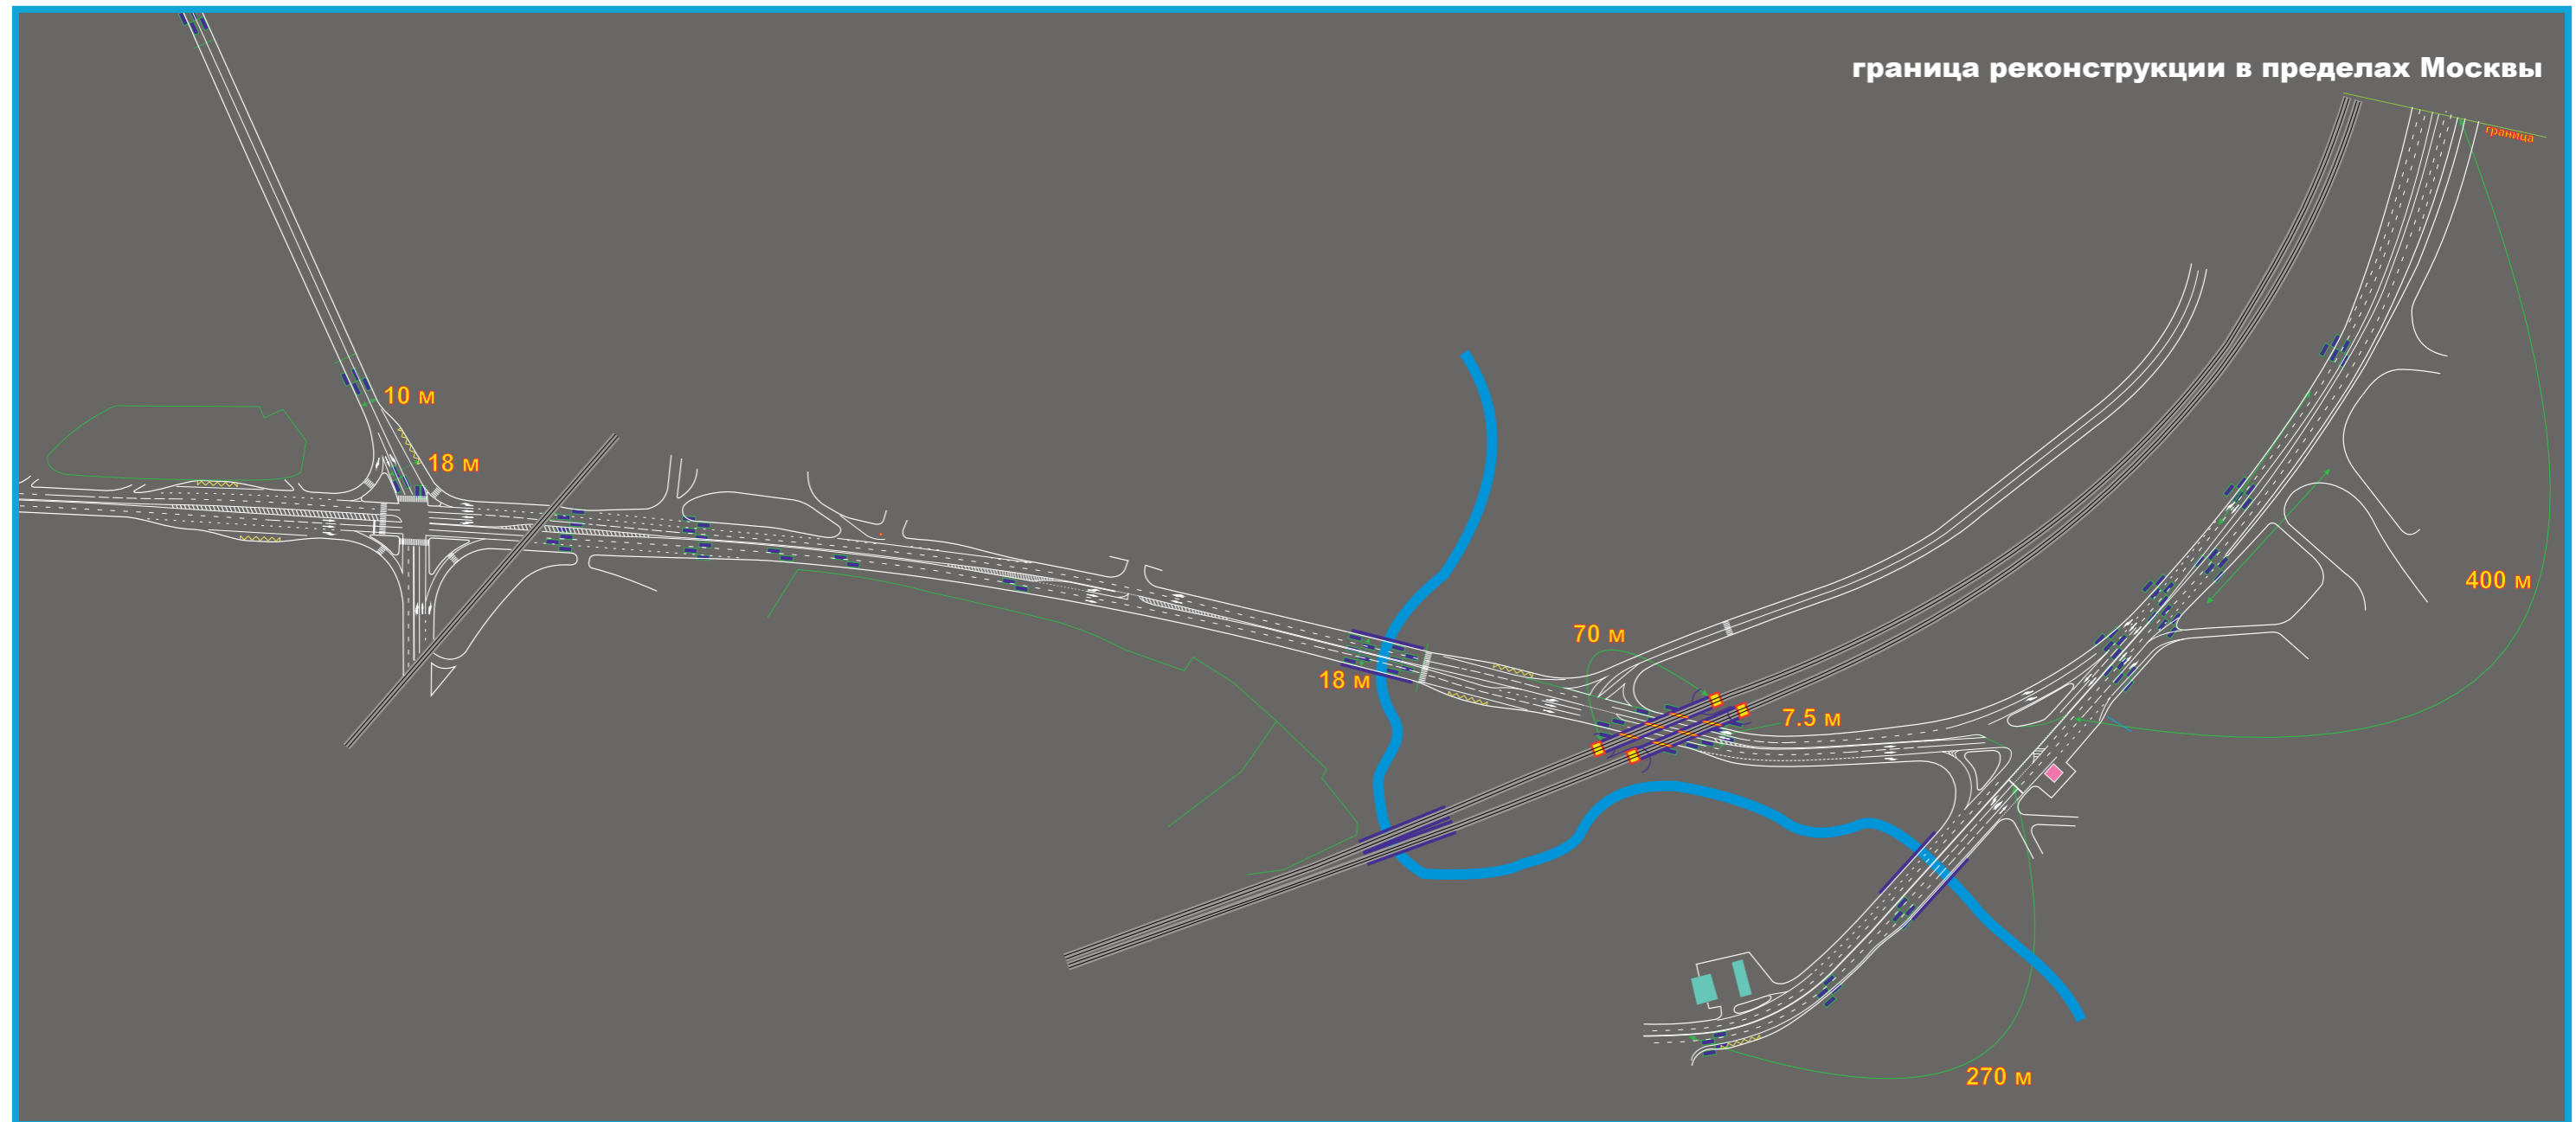 граница реконструкции в пределах Москвы
граница
10 м
18 м
400 м
70 м
18 м
7.5 м
270 м